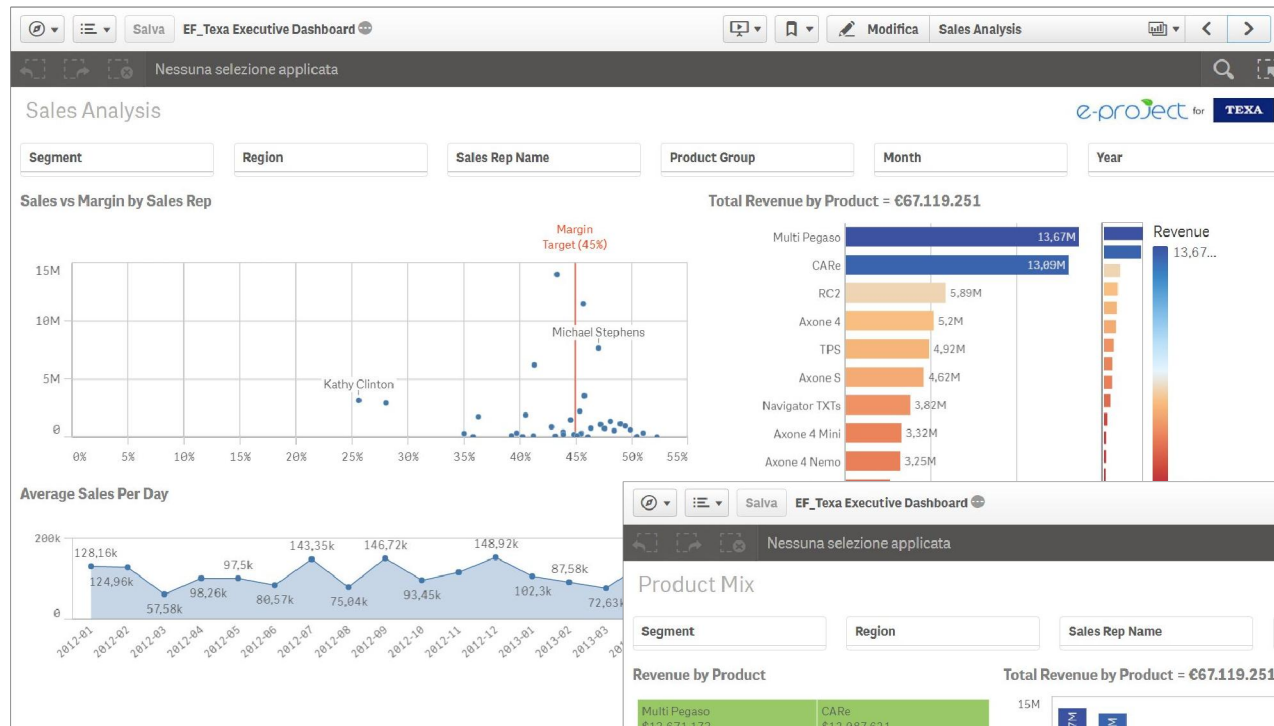 Salva EF_Texa Executive Dashboard Modifica Sales Analysis
Nessuna selezione applicata
Sales Analysis
e-project for TEXA
Segment Region Sales Rep Name Product Group Month Year
Sales vs Margin by Sales Rep
Margin
Target (45%)
15M
10M
Michael Stephens
5M
Kathy Clinton
0
0% 5% 10% 15% 20% 25% 30% 35% 40% 45% 50% 55%
Total Revenue by Product = €67.119.251
Multi Pegaso 13,67M
CARe 13,09M
RC2 5,89M
Axone 4 5,2M
TPS 4,92M
Axone S 4,62M
Navigator TXTs 3,82M
Axone 4 Mini 3,32M
Axone 4 Nemo 3,25M
Revenue
13,67...
Average Sales Per Day
200k
128,16k 124,96k 57,58k 98,26k 97,5k 80,57k 143,35k 75,04k 146,72k 93,45k 148,92k 102,3k 87,58k 72,63k
0
2012-01 2012-02 2012-03 2012-04 2012-05 2012-06 2012-07 2012-08 2012-09 2012-10 2012-11 2012-12 2013-01 2013-02 2013-03
Salva EF_Texa Executive Dashboard
Nessuna selezione applicata
Product Mix
Segment Region Sales Rep Name
Revenue by Product
Multi Pegaso CARe
Total Revenue by Product = €67.119.251
15M